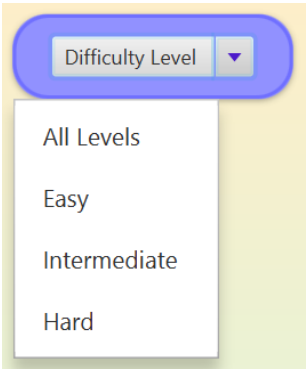 Difficulty Level
All Levels
Easy
Intermediate
Hard